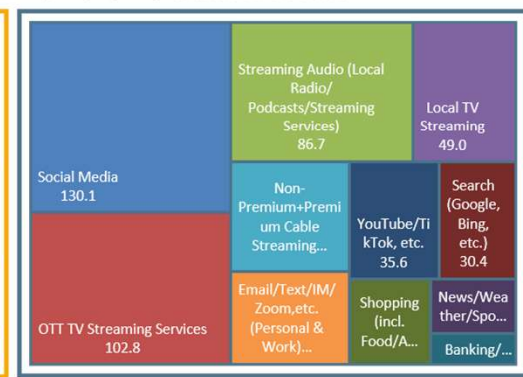 Social Media
130.1
OTT TV Streaming Services
102.8
Streaming Audio (Local
Radio/
Podcasts/Streaming
Services)
86.7
Local TV
Streaming
49.0
Non-
Premium+Premi
um Cable
Streaming...
YouTube/Ti
kTok, etc.
35.6
Search
(Google,
Bing,
etc.)
30.4
Email/Text/IM/
Zoom,etc.
(Personal &
Work)...
Shopping
(incl.
Food/A...
News/Wea
ther/Spo...
Banking/...